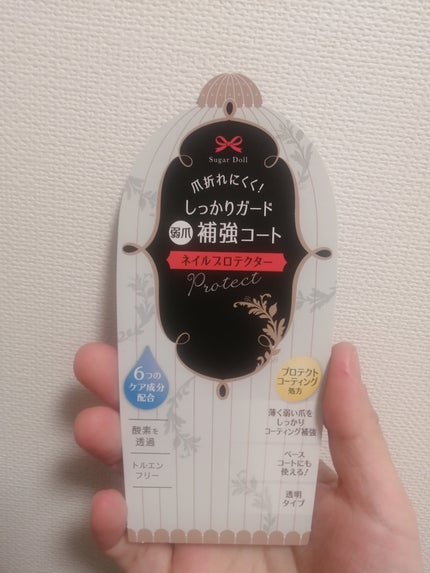 Sugar Doll
爪折れにくく!
しっかりガード
弱爪 補強コート
ネイルプロテクター
Protect
6つの
ケア成分
配合
酸素を
透過
トルエン
フリー
プロテクト
コーティング
処方
薄く弱い爪を
しっかり
コーティング補強
ベース
コートにも
使える!
透明
タイプ